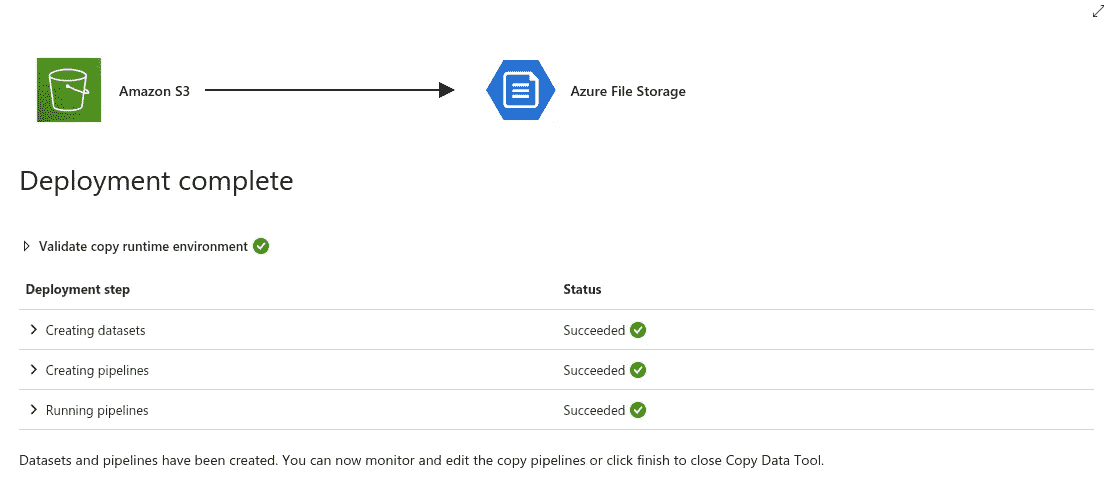 Amazon S3
Azure File Storage
Deployment complete
Validate copy runtime environment
Deployment step Status
Creating datasets Succeeded
Creating pipelines Succeeded
Running pipelines Succeeded
Datasets and pipelines have been created. You can now monitor and edit the copy pipelines or click finish to close Copy Data Tool.